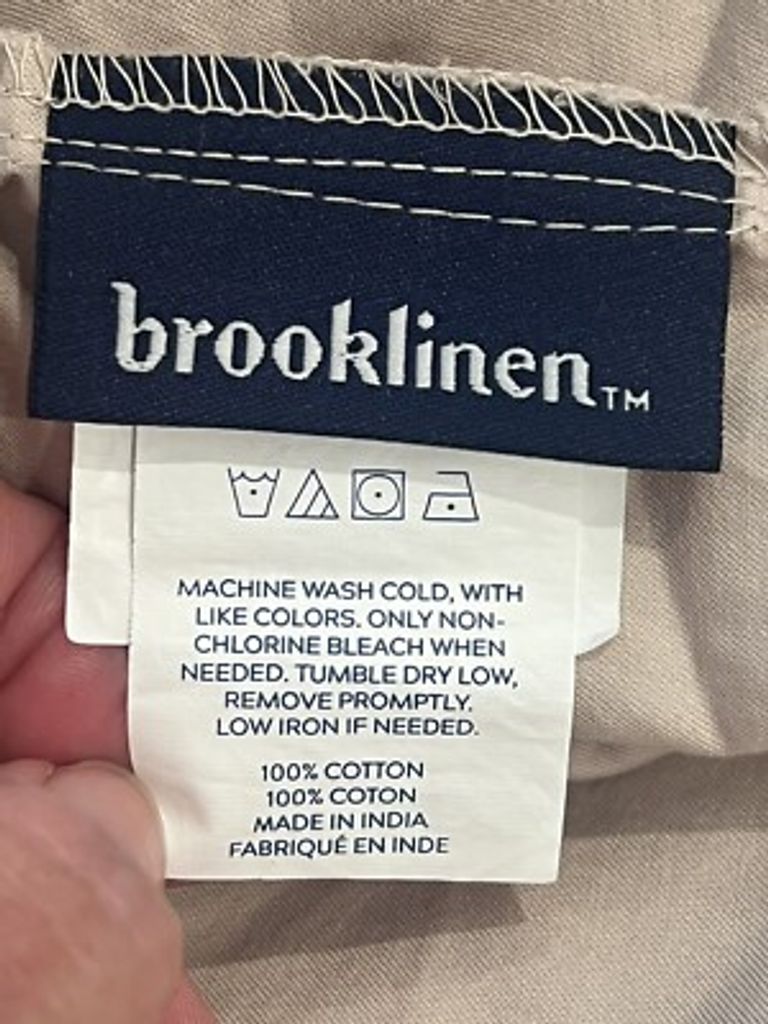 brooklinen™
MACHINE WASH COLD, WITH
LIKE COLORS. ONLY NON-
CHLORINE BLEACH WHEN
NEEDED. TUMBLE DRY LOW,
REMOVE PROMPTLY.
LOW IRON IF NEEDED.
100% COTTON
100% COTON
MADE IN INDIA
FABRIQUÉ EN INDE